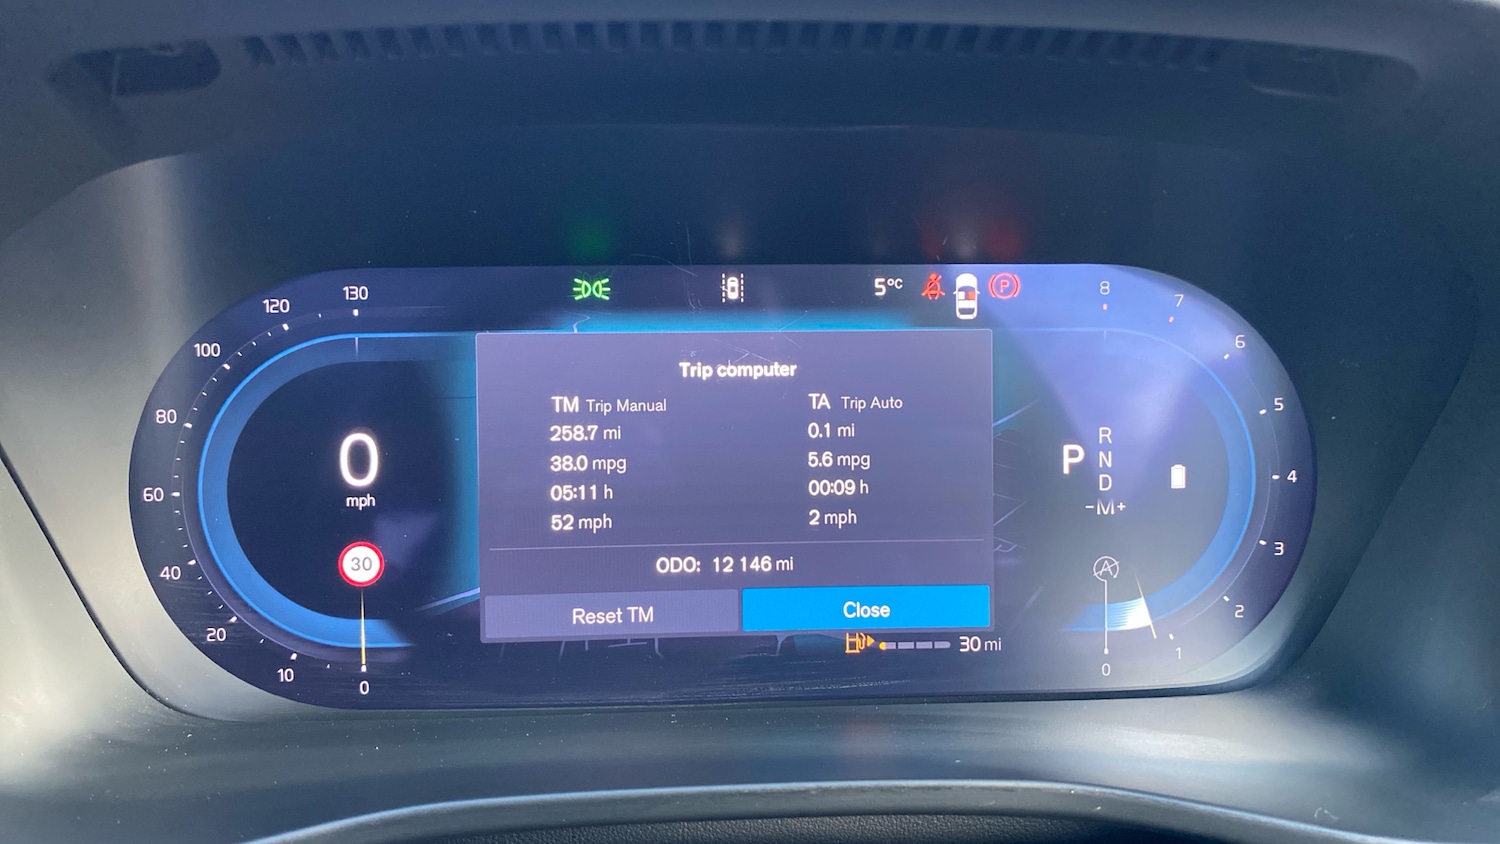 5°C
P
Trip computer
TM Trip Manual
258.7 mi
38.0 mpg
05:11 h
52 mph
TA Trip Auto
0.1 mi
5.6 mpg
00:09 h
2 mph
ODO: 12 146 mi
Reset TM
Close
30 mi
130
120
100
80
60
40
20
10
0
0
mph
30
8
7
6
5
4
3
2
1
0
P
R
N
D
-M+
A